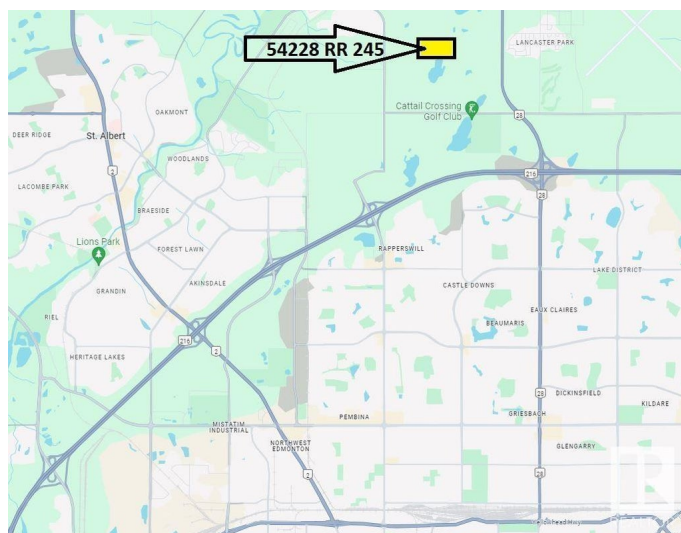 54228 RR 245
LANCASTER PARK
Cattail Crossing
Golf Club
28
OAKMONT
DEER RIDGE
St. Albert
WOODLANDS
2
216
28
LACOMBE PARK
BRAESIDE
Lions Park
FOREST LAWN
RAPPERSWILL
LAKE DISTRICT
GRANDIN
AKINSDALE
CASTLE DOWNS
RIEL
EAUX CLAIRES
BEAUMARIS
216
2
HERITAGE LAKES
28
DICKINSFIELD
KILDARE
PEMBINA
GRIESBACH
MISTATIM
INDUSTRIAL
NORTHWEST
EDMONTON
GLENGARRY
2
28